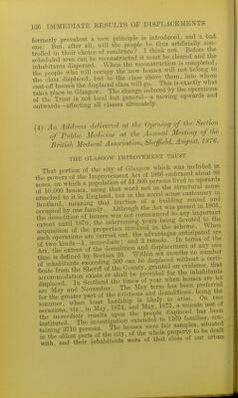 136 IMMEDIATE RESULTS OF DISPLACEMENTS
formerly prevalent a new principle is introduced, and a bad
one. But, after all, will the people be thus artificially con-
trolled in their choice of residence? I think not. Before the
scheduled area can be reconstructed it must be cleared and the
inhabitants dispersed. When the reconstruction is completed,
the people who will occupy the new houses will not belong to
the class displaced, but to the class above them, into whose
cast-off houses the displaced class will go. This is exactly what
takes place in Glasgow. The change induced by the operations
of the Trust is not local but general—a moving upwards and
outwards—affecting all classes ultimately.
(4) An Address delivered at the Opening of the Section
of Public Medicine at the Annual Meeting of the
British Medical Association, Sheffield, August, 1876.
THE GLASGOW IMPROVEMENT TRUST
That portion of the city of Glasgow which was included in
the powers of the Improvement Act of 1866 embraced about 88
acres, on which a population of 51,000 persons lived in upwards
of 10,000 houses, using that word not in the structural sense
attached to it in England, but in the social sense customary in
Scotland, meaning that fraction of a building rented and
occupied by one family. Although the Act was passed in 1866,
the demolition of houses was not commenced to any important
extent until 1870, the intervening years being devoted to the
acquisition of the properties involved in the scheme. When
such operations are carried out, the advantages anticipated are
of two kinds—1, immediate; and 2 remote. In terms of the
Act, the extent of the demolition and displacement at any one
time is defined by Section 20. Within six months no number
of inhabitants exceeding 500 can be displaced without a certi-
ficate from the Sheriff of the County, granted on evidence, that
accommodation exists or shall be provided for the inhabitants
displaced. In Scotland the times of year when houses are let
are May and November. The May term has been preferred
for the greater part of the evictions and demolitions, being the
summer, when least hardship is likely to arise. On two
occasions, viz., in May, 1874, and May, 1875, a minute test of
the immediate results upon the people displaced has been
instituted. The investigation extended to 1109 families, con-
taining 3710 persons. The houses were fair samples, situated
in the oldest parts of the city, of the whole property to be dealt
with, and their inhabitants were of that class of our urban